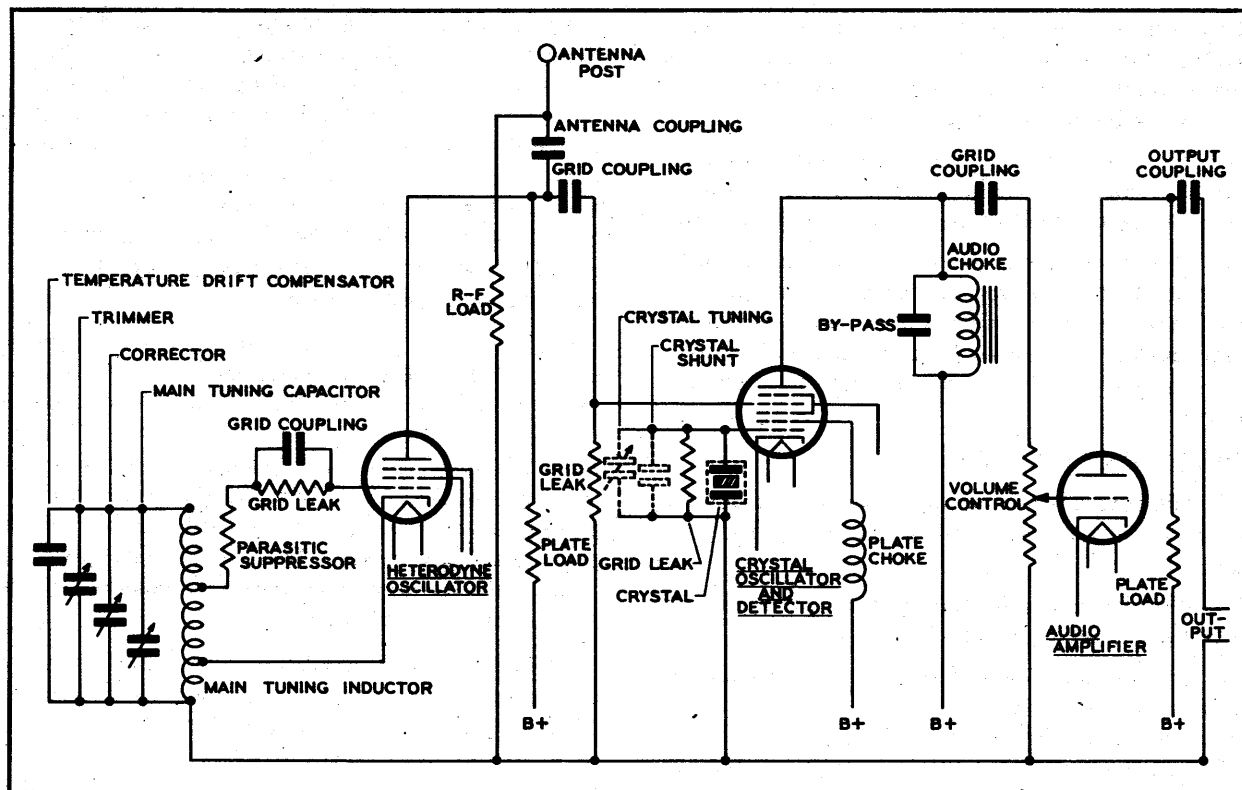 ANTENNA
POST
ANTENNA COUPLING
GRID COUPLING
GRID
COUPLING
OUTPUT
COUPLING
TEMPERATURE DRIFT COMPENSATOR
TRIMMER
CORRECTOR
MAIN TUNING CAPACITOR
GRID COUPLING
GRID LEAK
PARASITIC
SUPPRESSOR
HETERODYNE
OSCILLATOR
MAIN TUNING INDUCTOR
R-F
LOAD
PLATE
LOAD
B+
GRID
LEAK
CRYSTAL TUNING
CRYSTAL
SHUNT
GRID LEAK
CRYSTAL
CRYSTAL
OSCILLATOR
AND
DETECTOR
PLATE
CHOKE
B+
AUDIO
CHOKE
BY-PASS
B+
VOLUME
CONTROL
AUDIO
AMPLIFIER
PLATE
LOAD
B+
OUT-
PUT